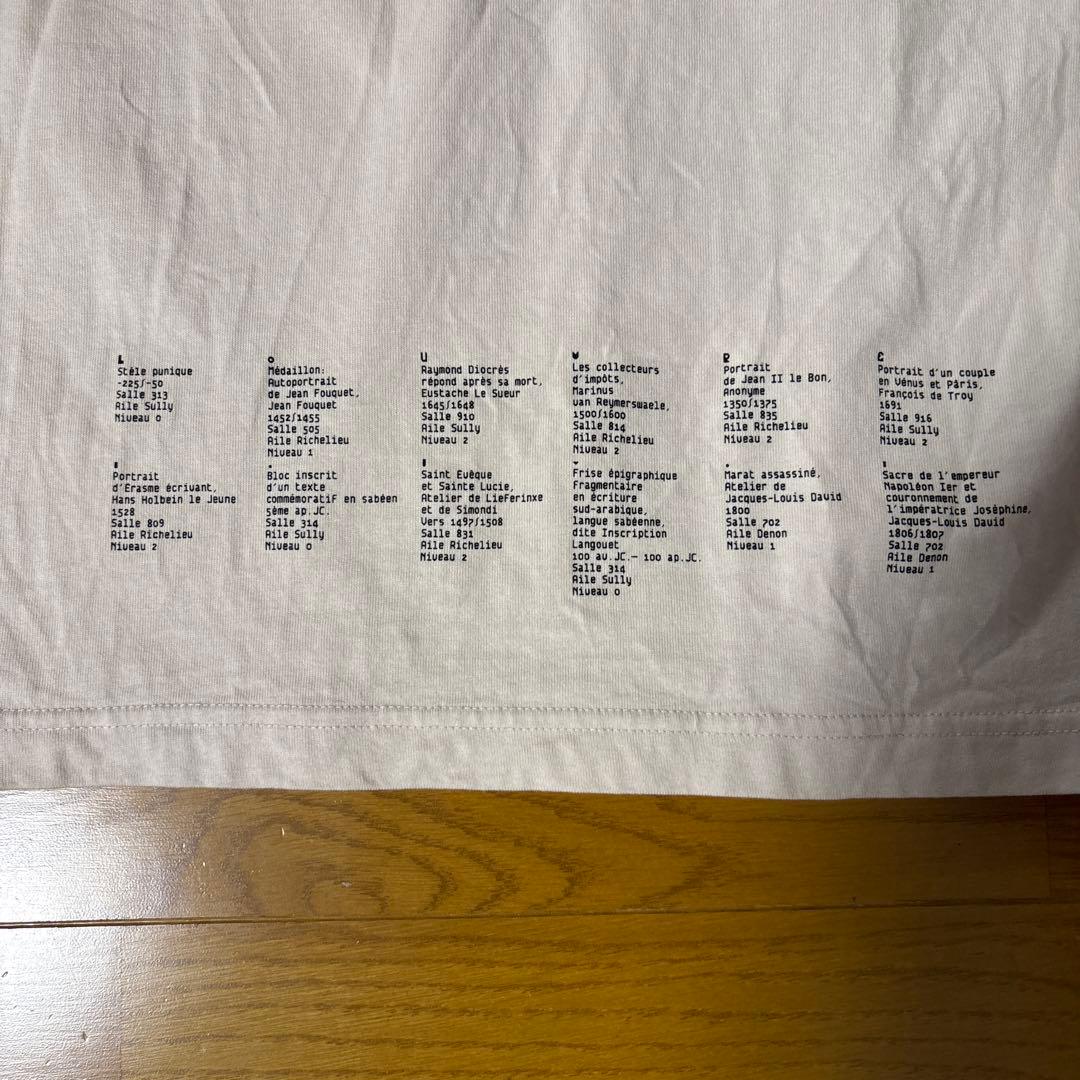 L
Stèle punique
-225/-50
Salle 313
Aile Sully
Niveau 0
O
Médaillon:
Autoportrait
de Jean Fouquet,
Jean Fouquet
1452/1455
Salle 505
Aile Richelieu
Niveau 1
U
Raymond Diocrès
répond après sa mort,
Eustache Le Sueur
1645/1648
Salle 910
Aile Sully
Niveau 2
Les collecteurs
d'impôts,
Marinus
van Reymerswaele,
1500/1600
Salle 814
Aile Richelieu
Niveau 2
Portrait
de Jean II le Bon,
Anonyme
1350/1375
Salle 835
Aile Richelieu
Niveau 2
Portrait d'un couple
en Vénus et Pâris,
François de Troy
1691
Salle 916
Aile Sully
Niveau 2
Portrait
d'Érasme écrivant,
Hans Holbein le Jeune
1528
Salle 809
Aile Richelieu
Niveau 2
Bloc inscrit
d'un texte
commémoratif en sabéen
5ème ap.JC.
Salle 314
Aile Sully
Niveau 0
Saint Evêque
et Sainte Lucie,
Atelier de Lieferinxe
et de Simondi
Vers 1497/1508
Salle 831
Aile Richelieu
Niveau 2
Frise épigraphique
Fragmentaire
en écriture
sud-arabique,
langue sabéenne,
dite Inscription
Langouet
100 av.JC.- 100 ap.JC.
Salle 314
Aile Sully
Niveau 0
Marat assassiné,
Atelier de
Jacques-Louis David
1800
Salle 702
Aile Denon
Niveau 1
Sacre de l'empereur
Napoléon Ier et
couronnement de
l'impératrice Joséphine,
Jacques-Louis David
1806/1807
Salle 702
Aile Denon
Niveau 1